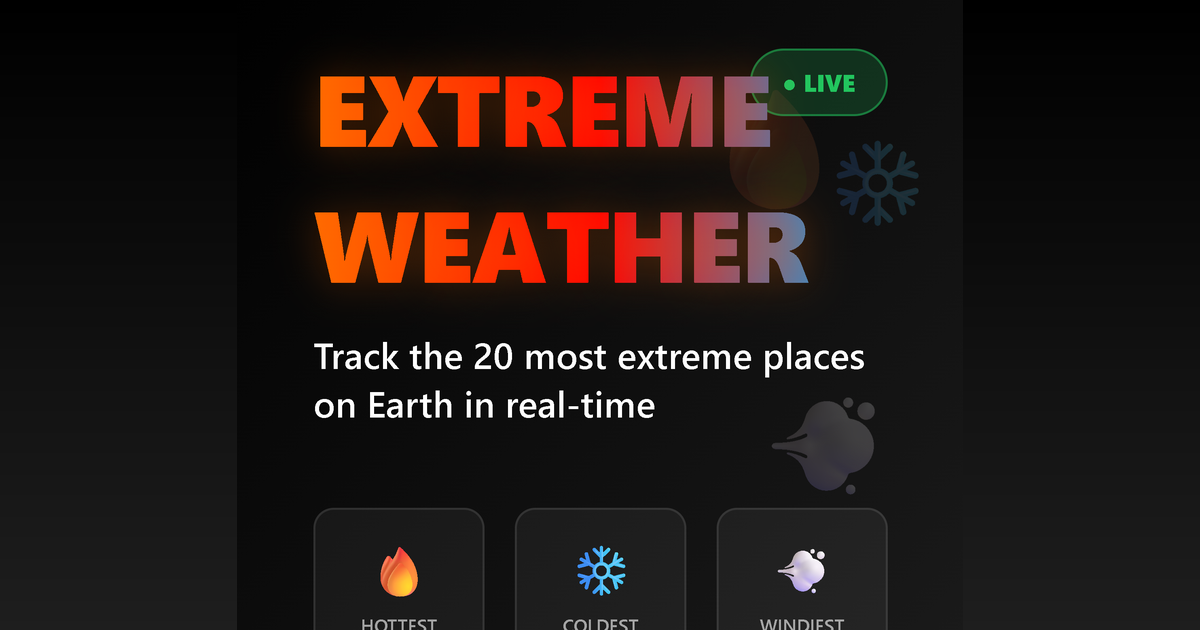 EXTREME
● LIVE
WEATHER
Track the 20 most extreme places
on Earth in real-time
HOTTEST
COLDEST
WINDIEST